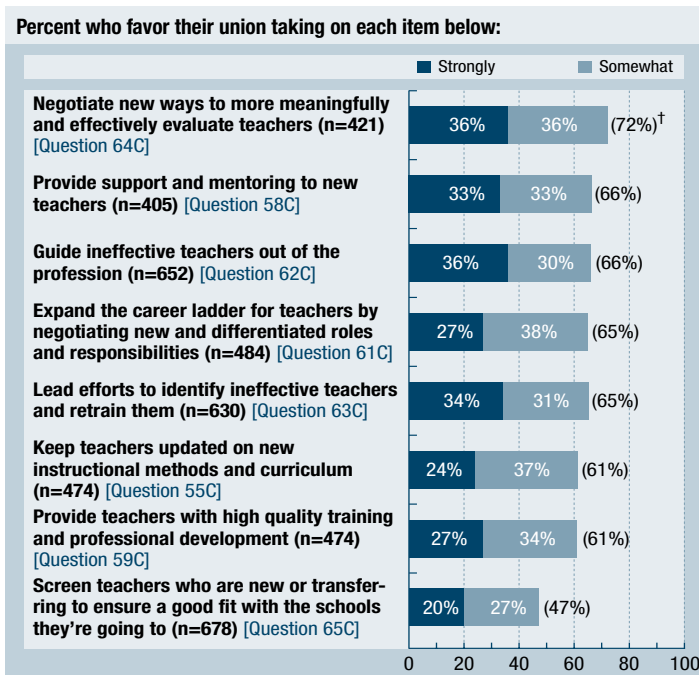 Percent who favor their union taking on each item below:
Strongly Somewhat
Negotiate new ways to more meaningfully
and effectively evaluate teachers (n=421)
[Question 64C]
36% 36% (72%)†
Provide support and mentoring to new
teachers (n=405) [Question 58C]
33% 33% (66%)
Guide ineffective teachers out of the
profession (n=652) [Question 62C]
36% 30% (66%)
Expand the career ladder for teachers by
negotiating new and differentiated roles
and responsibilities (n=484) [Question 61C]
27% 38% (65%)
Lead efforts to identify ineffective teachers
and retrain them (n=630) [Question 63C]
34% 31% (65%)
Keep teachers updated on new
instructional methods and curriculum
(n=474) [Question 55C]
24% 37% (61%)
Provide teachers with high quality training
and professional development (n=474)
[Question 59C]
27% 34% (61%)
Screen teachers who are new or transfer-
ring to ensure a good fit with the schools
they're going to (n=678) [Question 65C]
20% 27% (47%)
0 20 40 60 80 100